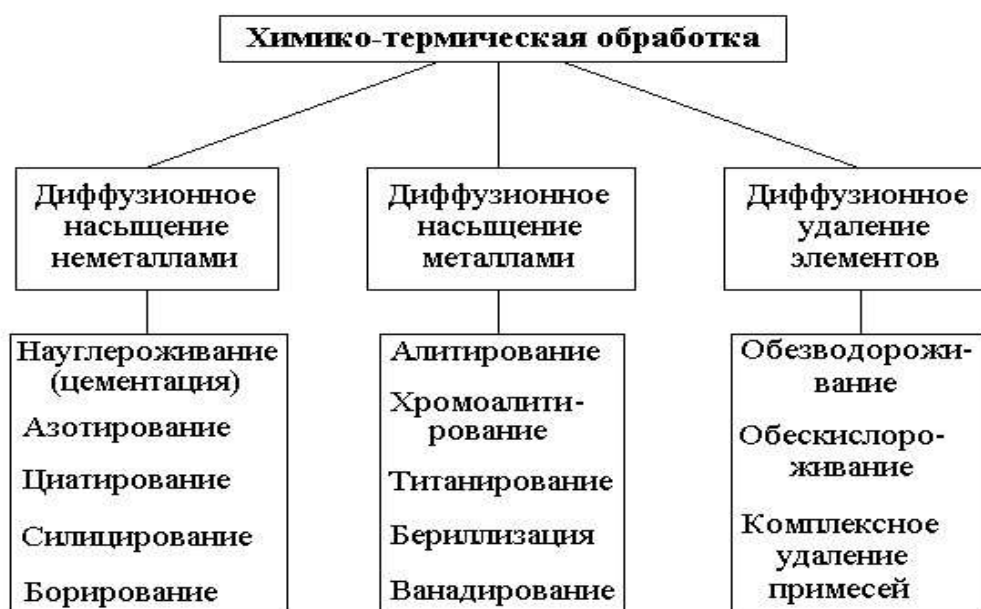 Химико-термическая обработка
Диффузионное
насыщение
неметаллами
Диффузионное
насыщение
металлами
Диффузионное
удаление
элементов
Науглероживание
(цементация)
Азотирование
Циатирование
Силицирование
Борирование
Алитирование
Хромоалити-
рование
Титанирование
Бериллизация
Ванадирование
Обезводорожи-
вание
Обескислоро-
живание
Комплексное
удаление
примесей